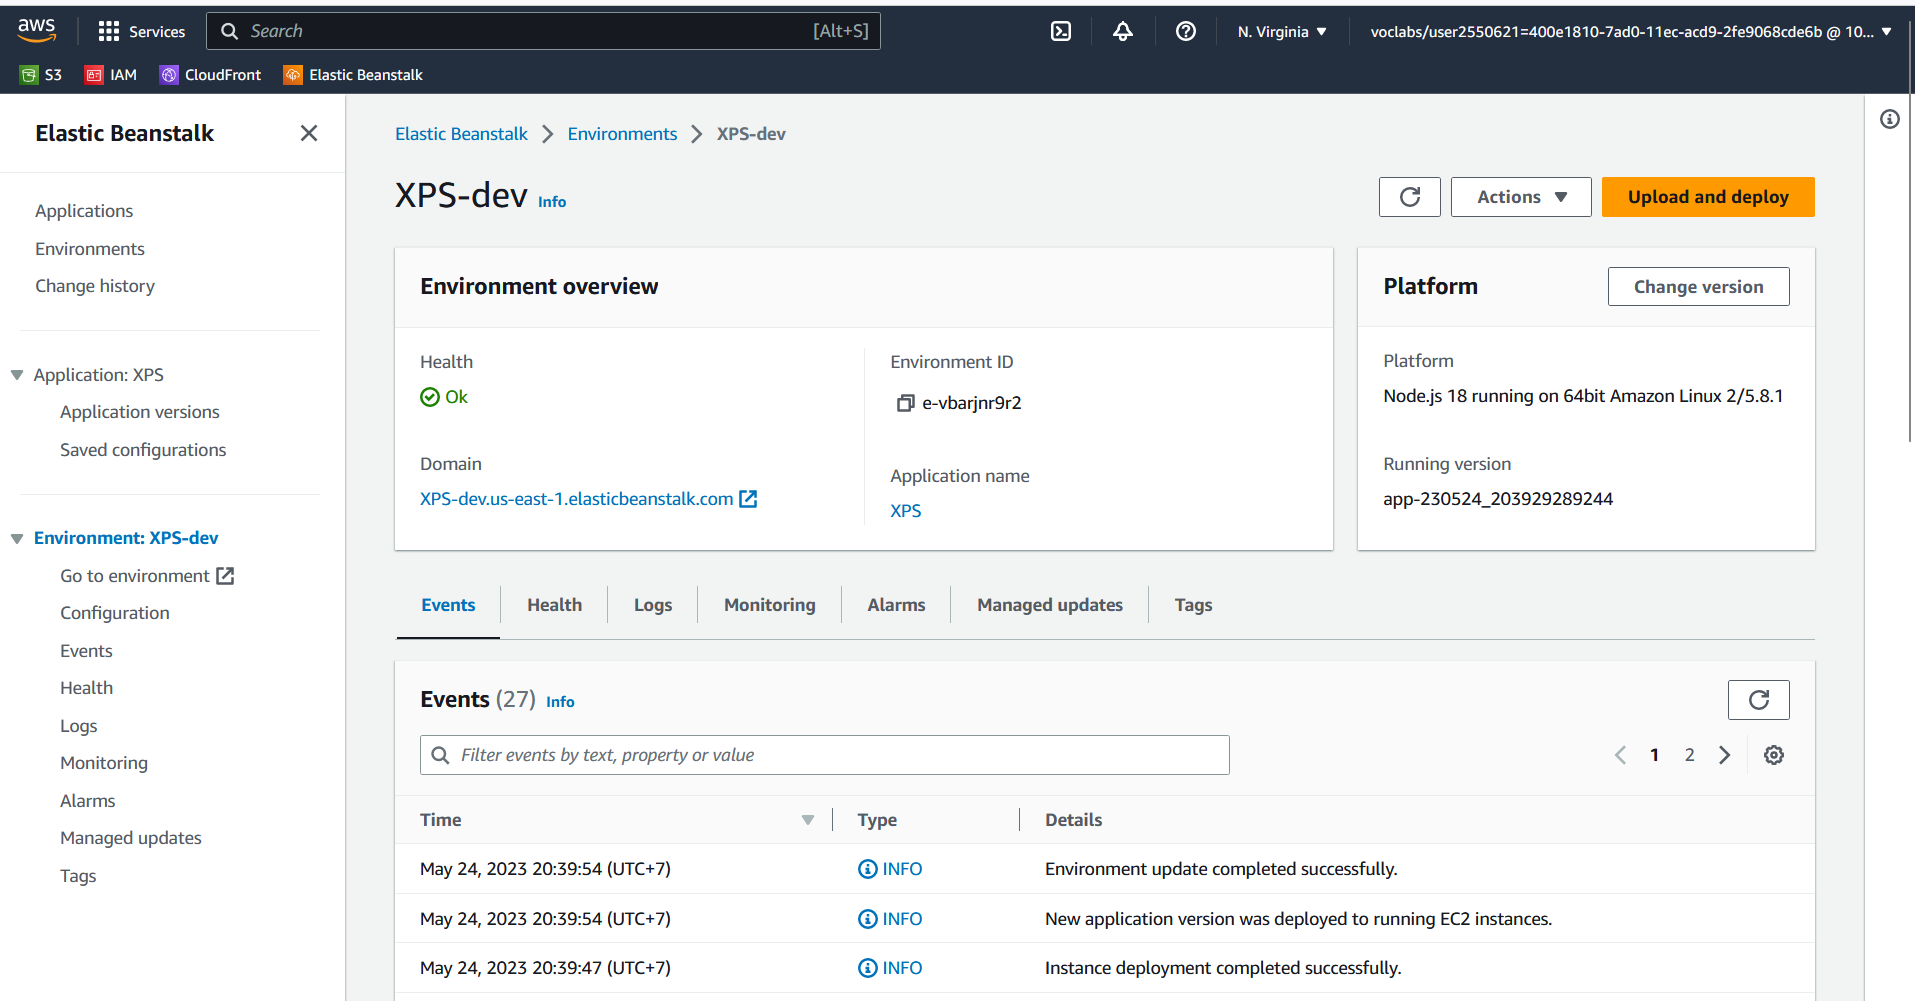 aws
Services
Search [Alt+S]
N. Virginia
voclabs/user2550621=400e1810-7ad0-11ec-acd9-2fe9068cde6b @ 10...
S3
IAM
CloudFront
Elastic Beanstalk
Elastic Beanstalk
Applications
Environments
Change history
Application: XPS
Application versions
Saved configurations
Environment: XPS-dev
Go to environment
Configuration
Events
Health
Logs
Monitoring
Alarms
Managed updates
Tags
Elastic Beanstalk > Environments > XPS-dev
XPS-dev Info
Actions
Upload and deploy
Environment overview
Health
Ok
Domain
XPS-dev.us-east-1.elasticbeanstalk.com
Environment ID
e-vbarjnr9r2
Application name
XPS
Platform
Change version
Platform
Node.js 18 running on 64bit Amazon Linux 2/5.8.1
Running version
app-230524_203929289244
Events
Health
Logs
Monitoring
Alarms
Managed updates
Tags
Events (27) Info
Filter events by text, property or value
1 2
Time Type Details
May 24, 2023 20:39:54 (UTC+7) INFO Environment update completed successfully.
May 24, 2023 20:39:54 (UTC+7) INFO New application version was deployed to running EC2 instances.
May 24, 2023 20:39:47 (UTC+7) INFO Instance deployment completed successfully.